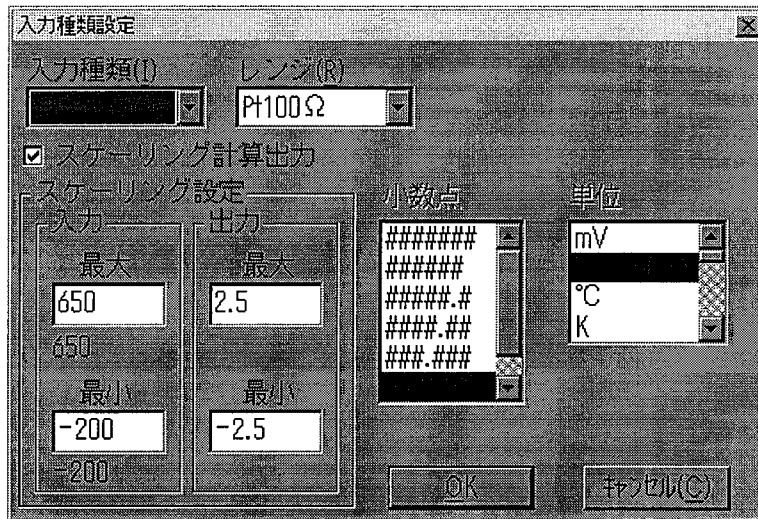 入力種類設定
入力種類(I)
レンジ(R)
Pt100Ω
スケーリング計算出力
スケーリング設定
入力
出力
最大
最大
650
2.5
650
最小
最小
-200
-2.5
-200
小数点
#######
######
#####.#
####.##
###.###
単位
mV
℃
K
OK
キャンセル(C)